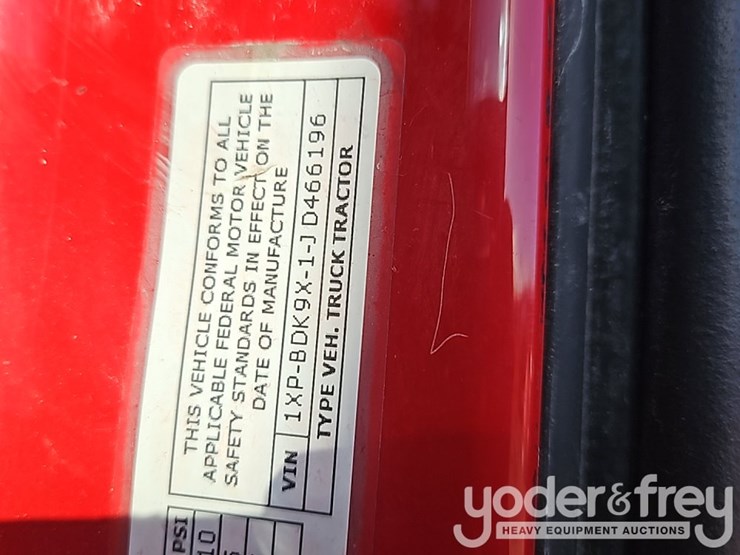 THIS VEHICLE CONFORMS TO ALL
APPLICABLE FEDERAL MOTOR VEHICLE
SAFETY STANDARDS IN EFFECT ON THE
DATE OF MANUFACTURE
VIN 1XP-BDK9X-1-JD466196
TYPE VEH. TRUCK TRACTOR
PSI
10
yoder&frey
HEAVY EQUIPMENT AUCTIONS